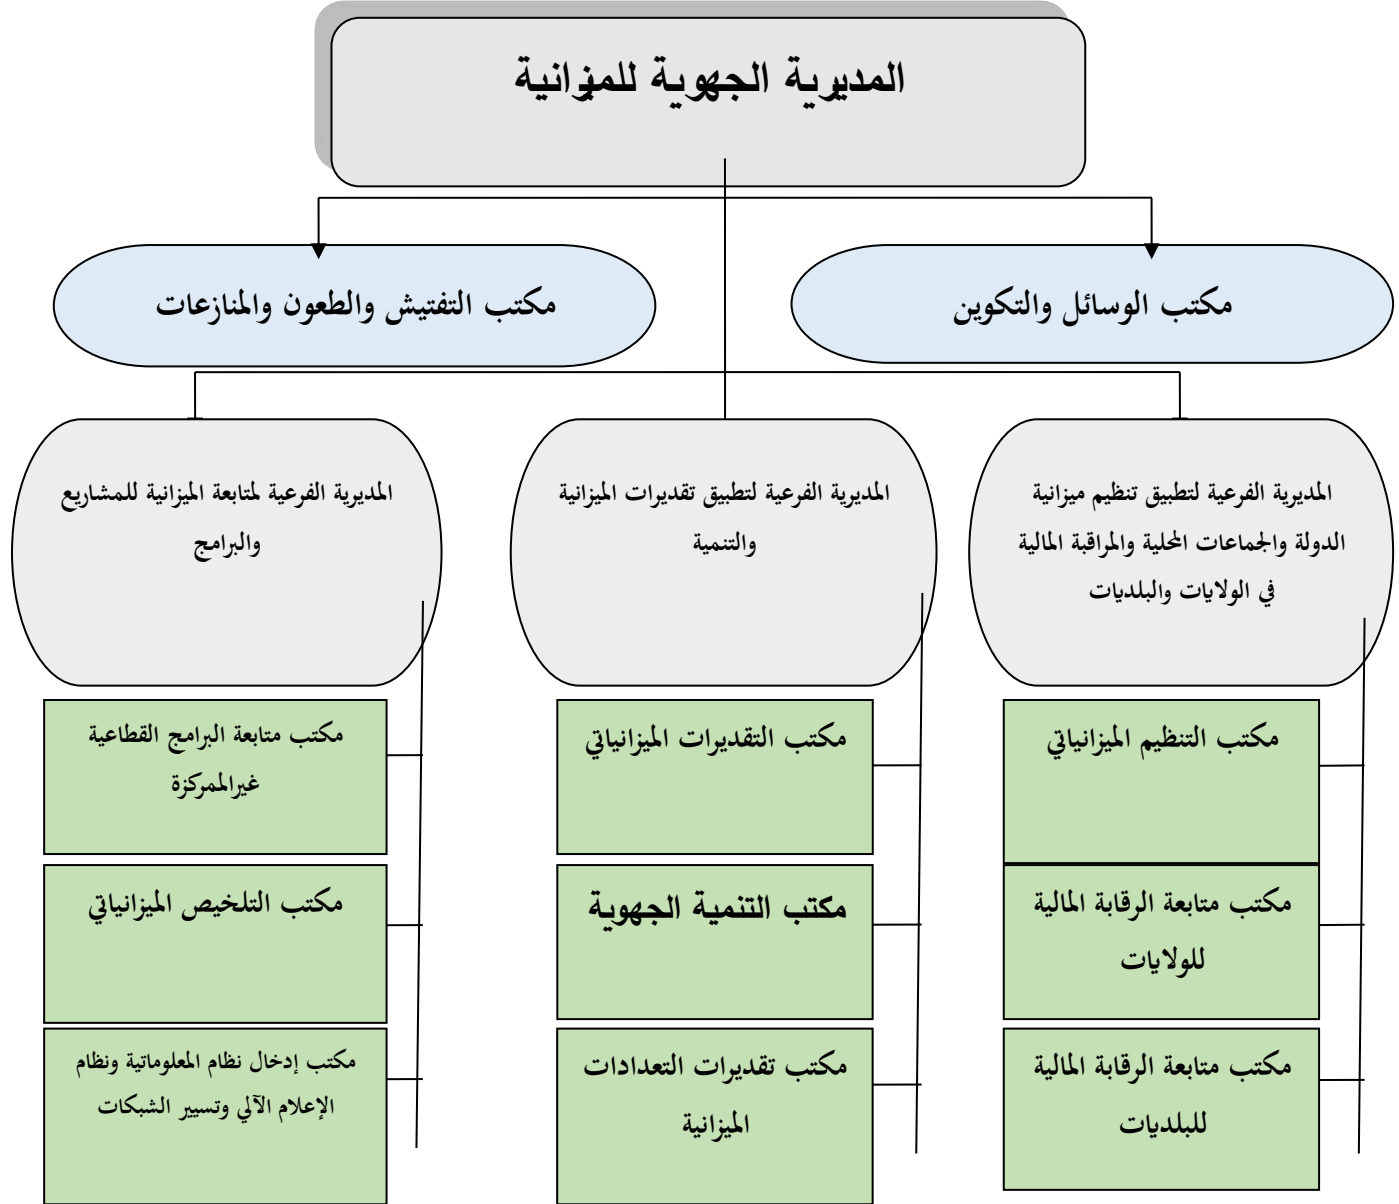 المديرية الجهوية للميزانية
مكتب الوسائل والتكوين
مكتب التفتيش والطعون والمنازعات
المديرية الفرعية لتطبيق تنظيم ميزانية
الدولة والجماعات المحلية والمراقبة المالية
في الولايات والبلديات
المديرية الفرعية لتطبيق تقديرات الميزانية
والتنمية
المديرية الفرعية لمتابعة الميزانية للمشاريع
والبرامج
مكتب التنظيم الميزانياتي
مكتب متابعة الرقابة المالية
للولايات
مكتب متابعة الرقابة المالية
للبلديات
مكتب التقديرات الميزانياتي
مكتب التنمية الجهوية
مكتب تقديرات التعدادات
الميزانية
مكتب متابعة البرامج القطاعية
غيرالممركزة
مكتب التلخيص الميزانياتي
مكتب إدخال نظام المعلوماتية ونظام
الإعلام الآلي وتسيير الشبكات